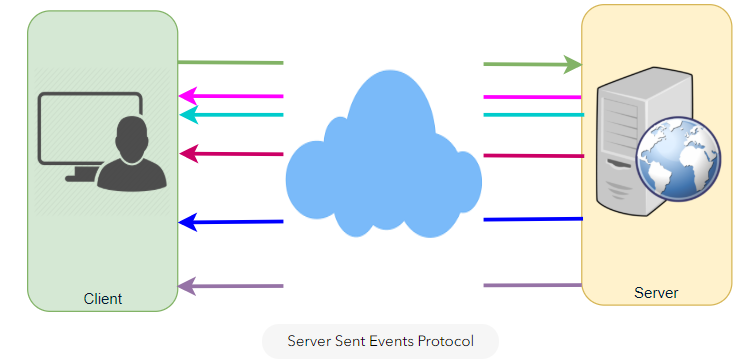 Client
Server
Server Sent Events Protocol